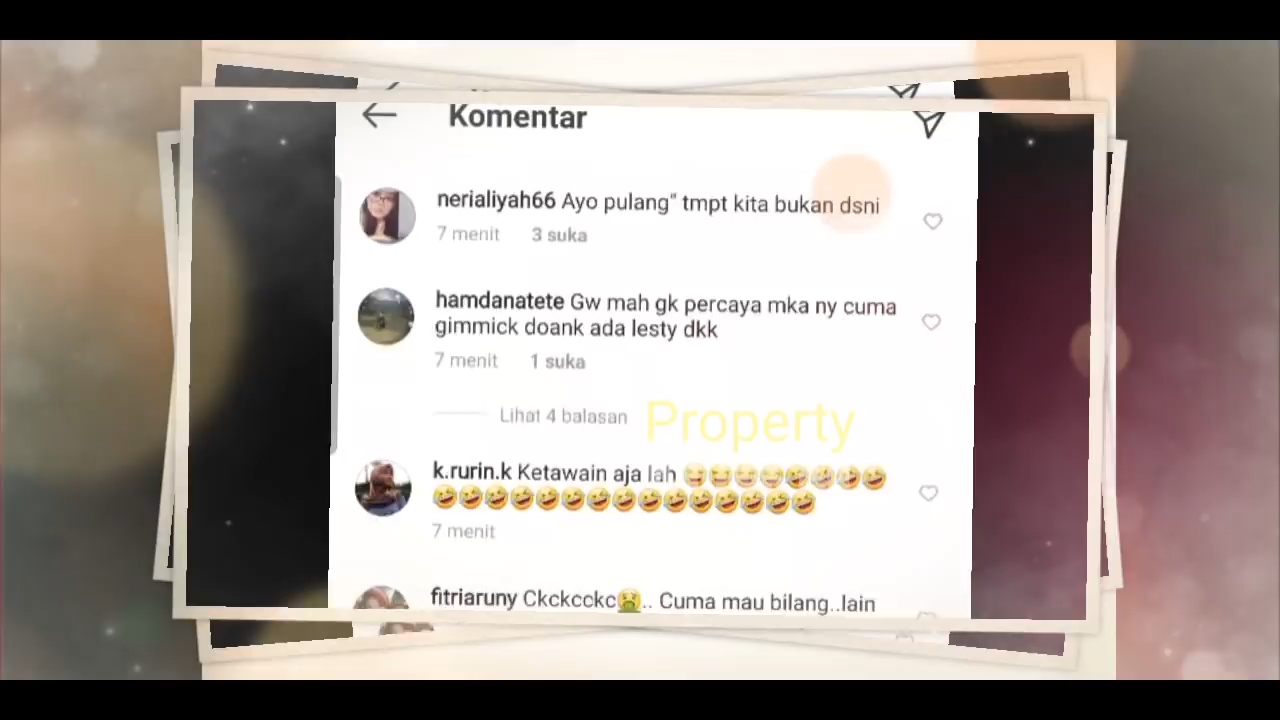 Komentar
nerialiyah66 Ayo pulang" tmpt kita bukan dsni
7 menit 3 suka
hamdanatete Gw mah gk percaya mka ny cuma
gimmick doank ada lesty dkk
7 menit 1 suka
Lihat 4 balasan
Property
k.rurin.k Ketawain aja lah 😆😆😆😆🤣🤣🤣🤣
🤣🤣🤣🤣🤣🤣🤣🤣🤣🤣🤣🤣🤣🤣🤣
7 menit
fitriaruny Ckckcckc🤮.. Cuma mau bilang..lain